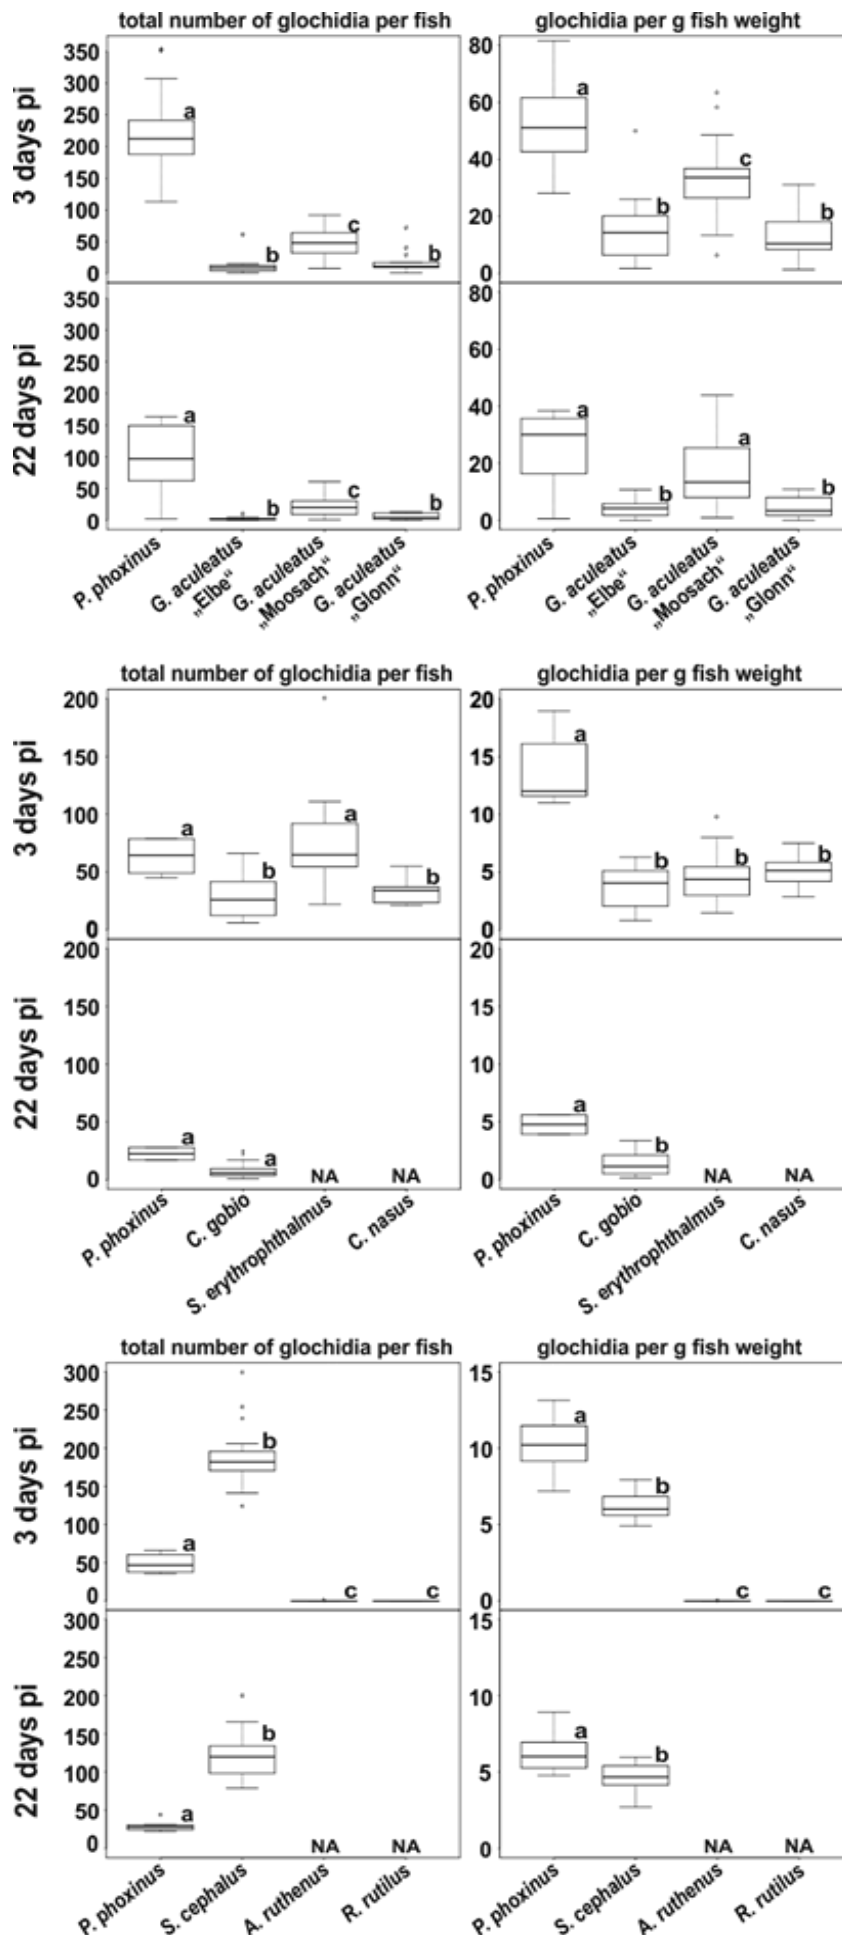 total number of glochidia per fish
glochidia per g fish weight
3 days pi
350
300
250
200
150
100
50
0
a
b
c
b
80
60
40
20
0
a
b
c
b
22 days pi
350
300
250
200
150
100
50
0
a
b
c
b
80
60
40
20
0
a
b
a
b
P. phoxinus
G. aculeatus
„Elbe“
G. aculeatus
„Moosach“
G. aculeatus
„Glonn“
P. phoxinus
G. aculeatus
„Elbe“
G. aculeatus
„Moosach“
G. aculeatus
„Glonn“
total number of glochidia per fish
glochidia per g fish weight
3 days pi
200
150
100
50
0
a
b
a
b
20
15
10
5
0
a
b
b
b
22 days pi
200
150
100
50
0
a
a
NA
NA
20
15
10
5
0
a
b
NA
NA
P. phoxinus
C. gobio
S. erythrophthalmus
C. nasus
P. phoxinus
C. gobio
S. erythrophthalmus
C. nasus
total number of glochidia per fish
glochidia per g fish weight
3 days pi
300
250
200
150
100
50
0
a
b
c
c
15
10
5
0
a
b
c
c
22 days pi
300
250
200
150
100
50
0
a
b
NA
NA
15
10
5
0
a
b
NA
NA
P. phoxinus
S. cephalus
A. ruthenus
R. rutilus
P. phoxinus
S. cephalus
A. ruthenus
R. rutilus